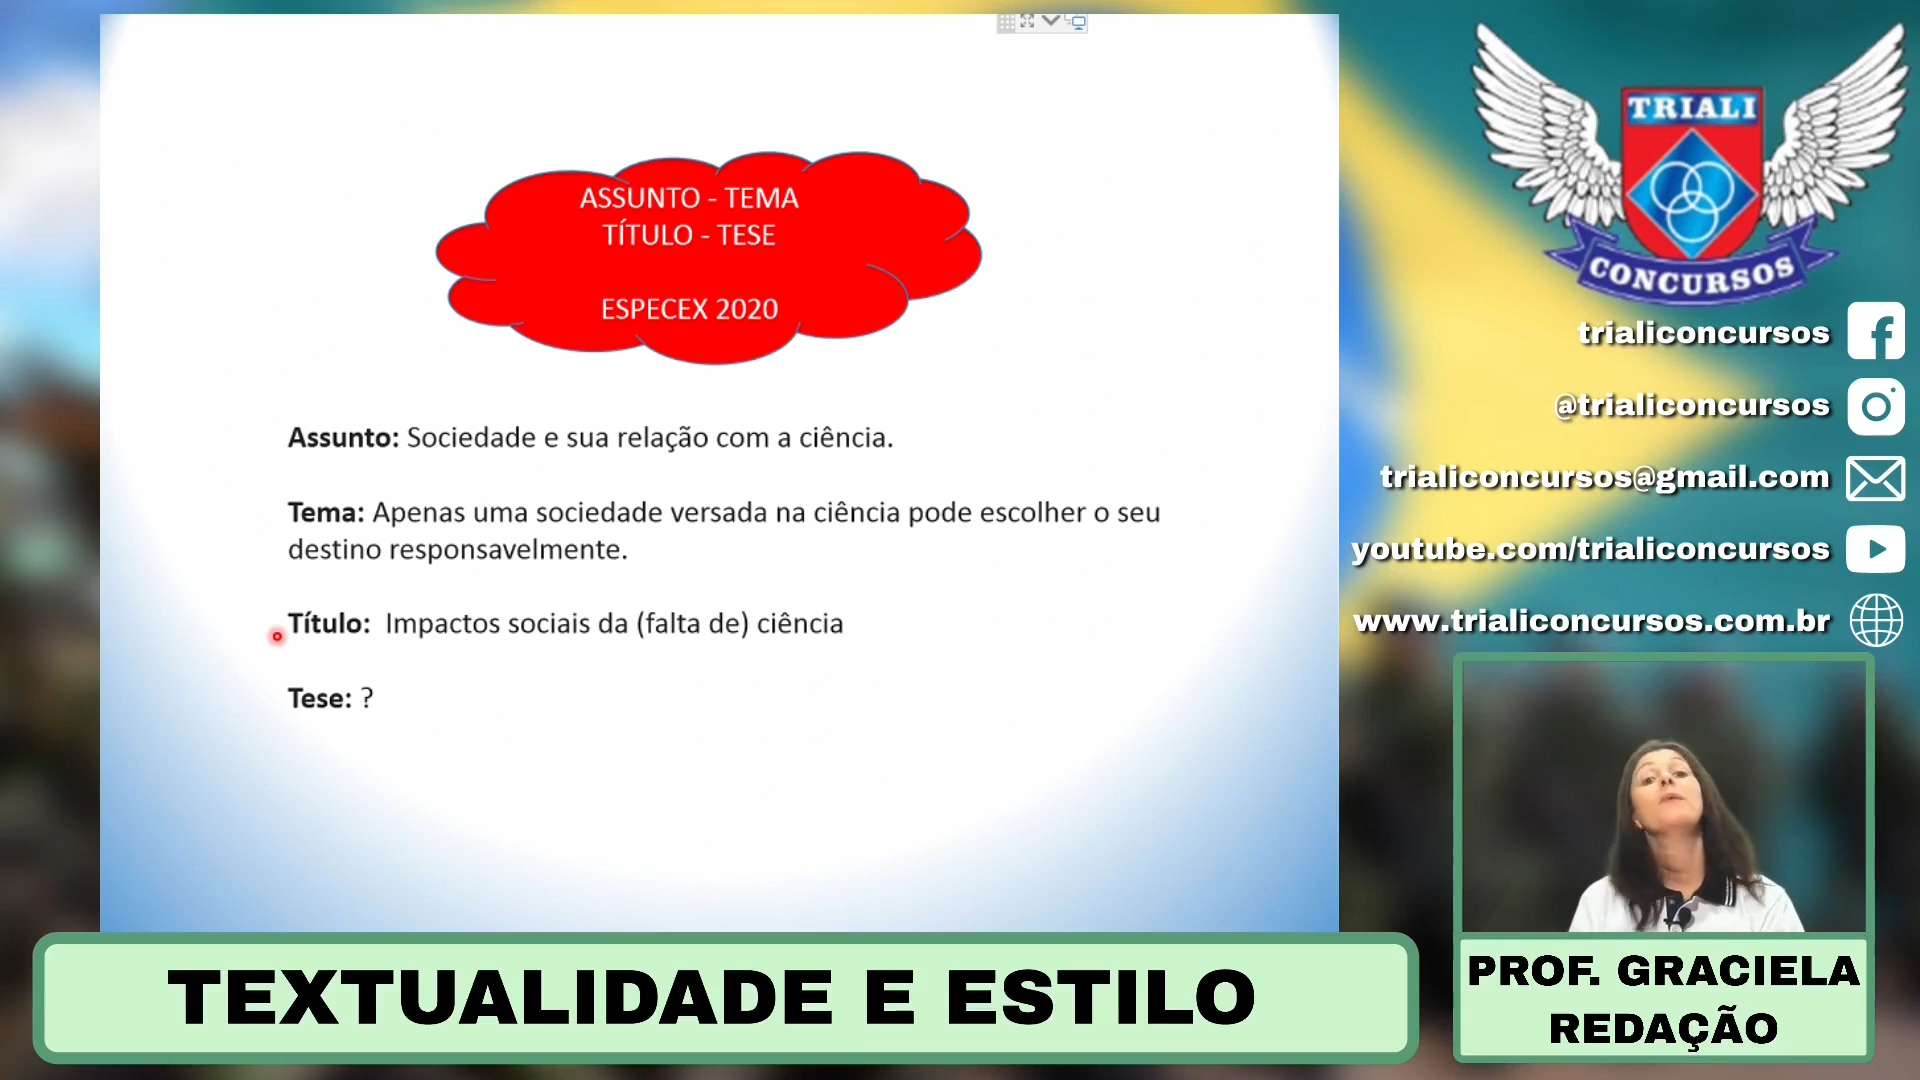 ASSUNTO - TEMA
TÍTULO - TESE
ESPECEX 2020
Assunto: Sociedade e sua relação com a ciência.
Tema: Apenas uma sociedade versada na ciência pode escolher o seu
destino responsavelmente.
Título: Impactos sociais da (falta de) ciência
Tese: ?
TRIALI
CONCURSOS
trialiconcursos
@trialiconcursos
trialiconcursos@gmail.com
youtube.com/trialiconcursos
www.trialiconcursos.com.br
TEXTUALIDADE E ESTILO
PROF. GRACIELA
REDAÇÃO